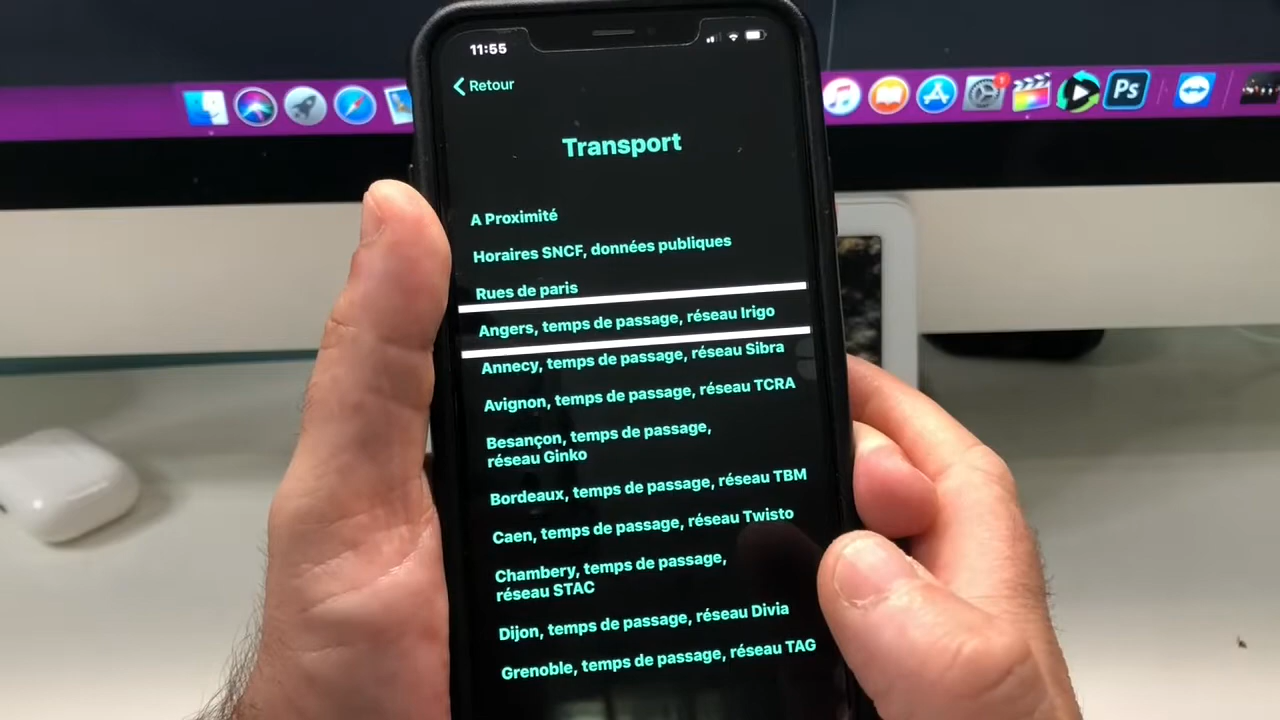 11:55
Retour
Transport
A Proximité
Horaires SNCF, données publiques
Rues de paris
Angers, temps de passage, réseau Irigo
Annecy, temps de passage, réseau Sibra
Avignon, temps de passage, réseau TCRA
Besançon, temps de passage,
réseau Ginko
Bordeaux, temps de passage, réseau TBM
Caen, temps de passage, réseau Twisto
Chambery, temps de passage,
réseau STAC
Dijon, temps de passage, réseau Divia
Grenoble, temps de passage, réseau TAG
1
Ps